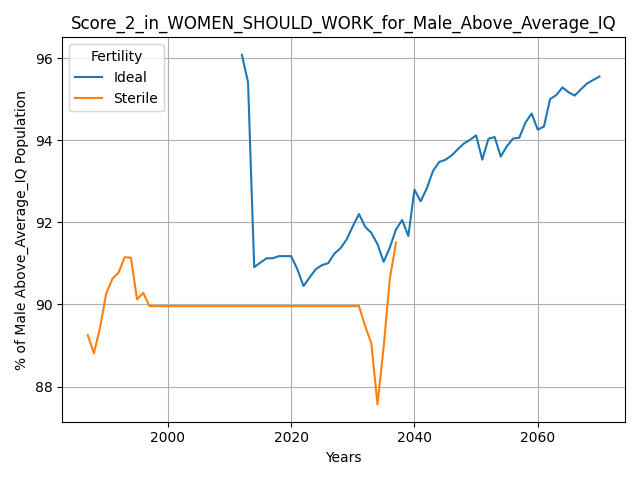 Score_2_in_WOMEN_SHOULD_WORK_for_Male_Above_Average_IQ
Fertility
Ideal
Sterile
% of Male Above_Average_IQ Population
96
94
92
90
88
2000
2020
2040
2060
Years